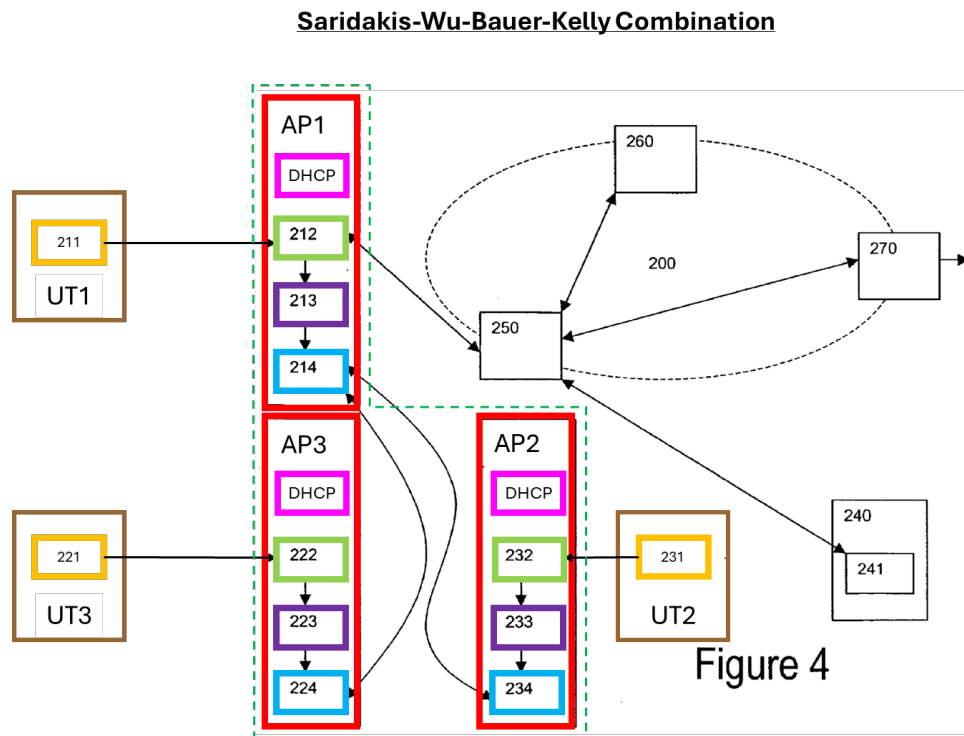 Saridakis-Wu-Bauer-Kelly Combination
AP1
DHCP
212
213
214
211
UT1
260
200
270
250
AP3
DHCP
222
223
224
221
UT3
AP2
DHCP
232
233
234
231
UT2
240
241
Figure 4